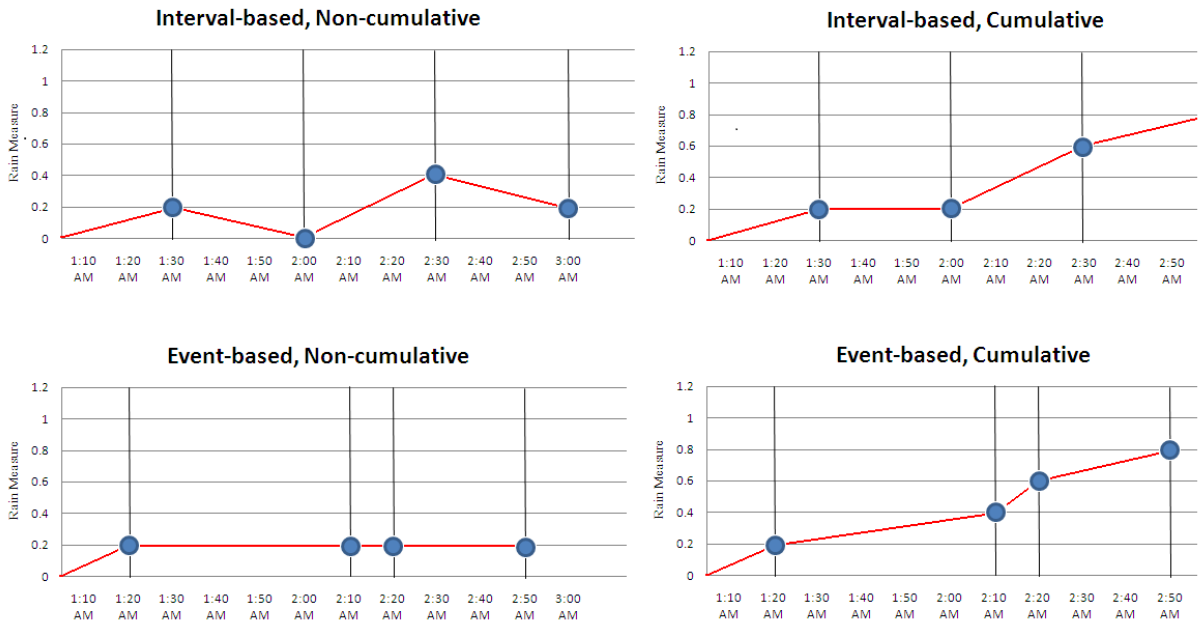 Interval-based, Non-cumulative
1.2
1
0.8
0.6
0.4
0.2
0
Rain Measure
1:10 AM
1:20 AM
1:30 AM
1:40 AM
1:50 AM
2:00 AM
2:10 AM
2:20 AM
2:30 AM
2:40 AM
2:50 AM
3:00 AM
Interval-based, Cumulative
1.2
1
0.8
0.6
0.4
0.2
0
Rain Measure
1:10 AM
1:20 AM
1:30 AM
1:40 AM
1:50 AM
2:00 AM
2:10 AM
2:20 AM
2:30 AM
2:40 AM
2:50 AM
Event-based, Non-cumulative
1.2
1
0.8
0.6
0.4
0.2
0
Rain Measure
1:10 AM
1:20 AM
1:30 AM
1:40 AM
1:50 AM
2:00 AM
2:10 AM
2:20 AM
2:30 AM
2:40 AM
2:50 AM
3:00 AM
Event-based, Cumulative
1.2
1
0.8
0.6
0.4
0.2
0
Rain Measure
1:10 AM
1:20 AM
1:30 AM
1:40 AM
1:50 AM
2:00 AM
2:10 AM
2:20 AM
2:30 AM
2:40 AM
2:50 AM